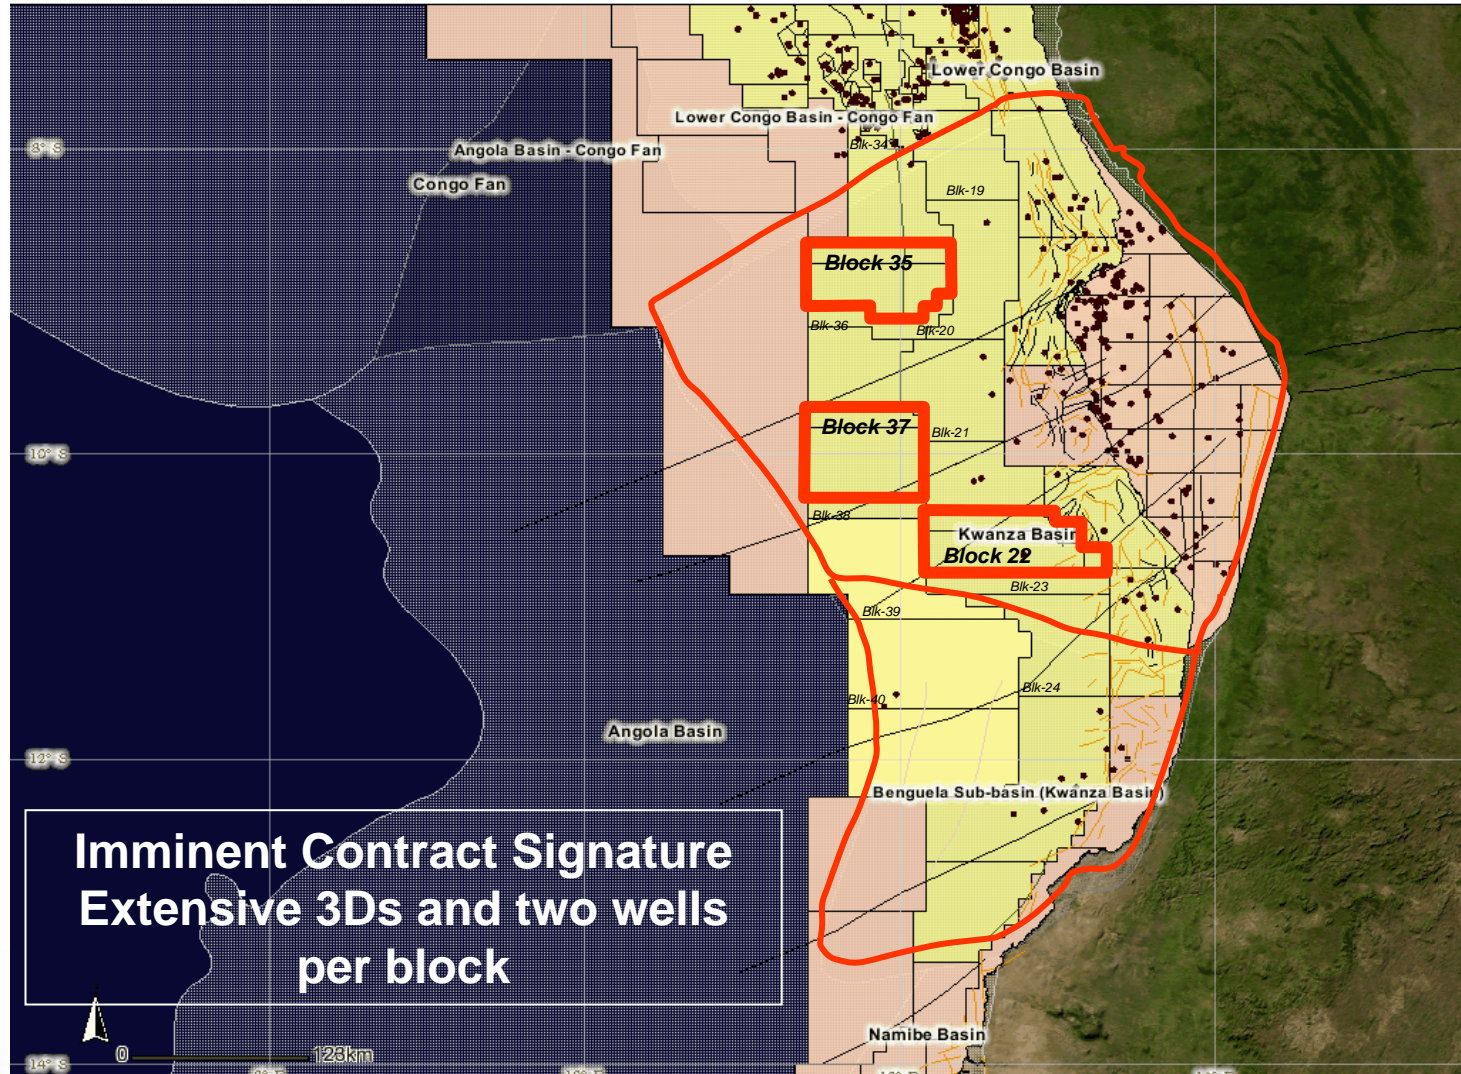 Lower Congo Basin
Lower Congo Basin - Congo Fan
Blk-34
8° S
Angola Basin - Congo Fan
Congo Fan
Blk-19
Block 35
Blk-36
Blk-20
Block 37
Blk-21
10° S
Blk-38
Kwanza Basin
Block 22
Blk-23
Blk-39
Blk-24
Blk-40
Angola Basin
12° S
Benguela Sub-basin (Kwanza Basin)
Imminent Contract Signature
Extensive 3Ds and two wells
per block
Namibe Basin
0 123km
14° S